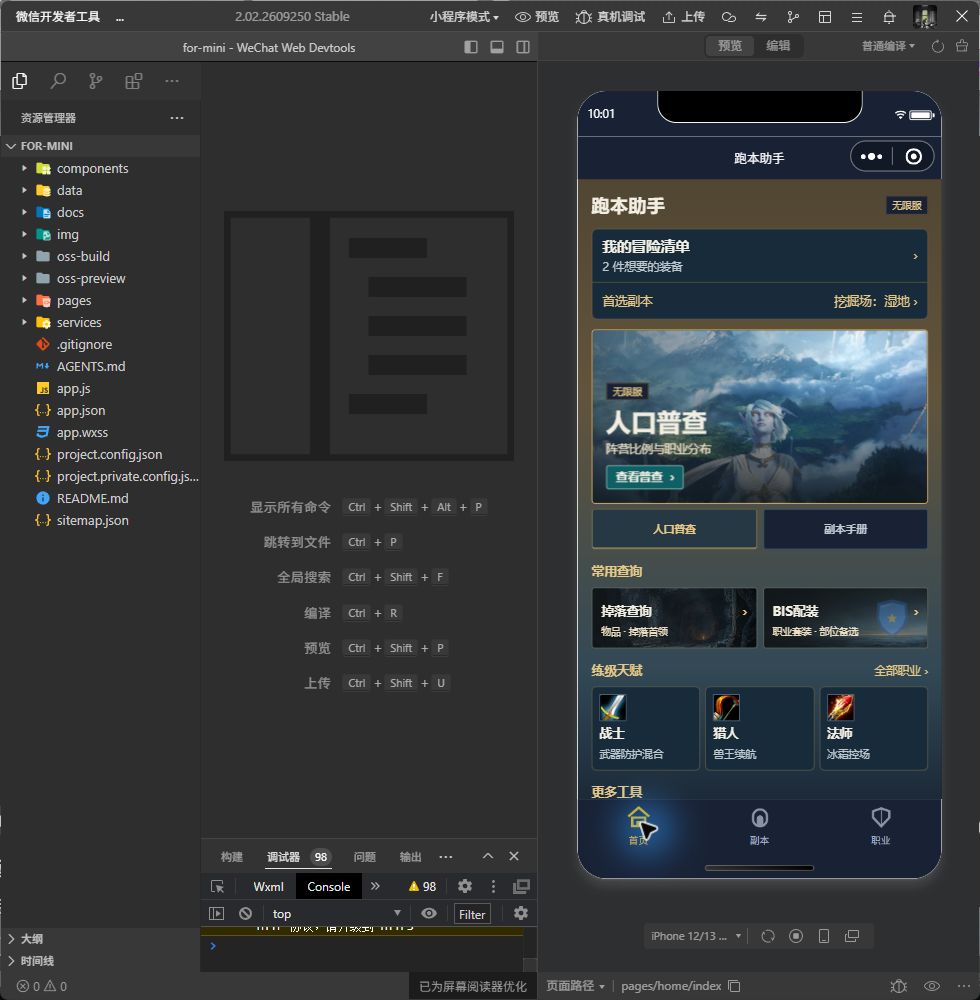 微信开发者工具 ... 2.02.2609250 Stable 小程序模式 预览 真机调试 上传
for-mini - WeChat Web Devtools
预览 编辑 普通编译
资源管理器
FOR-MINI
components
data
docs
img
oss-build
oss-preview
pages
services
.gitignore
AGENTS.md
app.js
app.json
app.wxss
project.config.json
project.private.config.js...
README.md
sitemap.json
大纲
时间线
0 0
显示所有命令 Ctrl + Shift + Alt + P
跳转到文件 Ctrl + P
全局搜索 Ctrl + Shift + F
编译 Ctrl + R
预览 Ctrl + Shift + P
上传 Ctrl + Shift + U
构建 调试器 98 问题 输出
Wxml Console 98
top Filter
已为屏幕阅读器优化
10:01
跑本助手
跑本助手 无限服
我的冒险清单
2 件想要的装备
首选副本 挖掘场：湿地
无限服
人口普查
阵营比例与职业分布
查看普查
人口普查 副本手册
常用查询
掉落查询
物品 · 掉落首领
BIS配装
职业套装 · 部位备选
练级天赋 全部职业
战士
武器防护混合
猎人
兽王续航
法师
冰霜控场
更多工具
首页 副本 职业
iPhone 12/13 ...
页面路径 pages/home/index